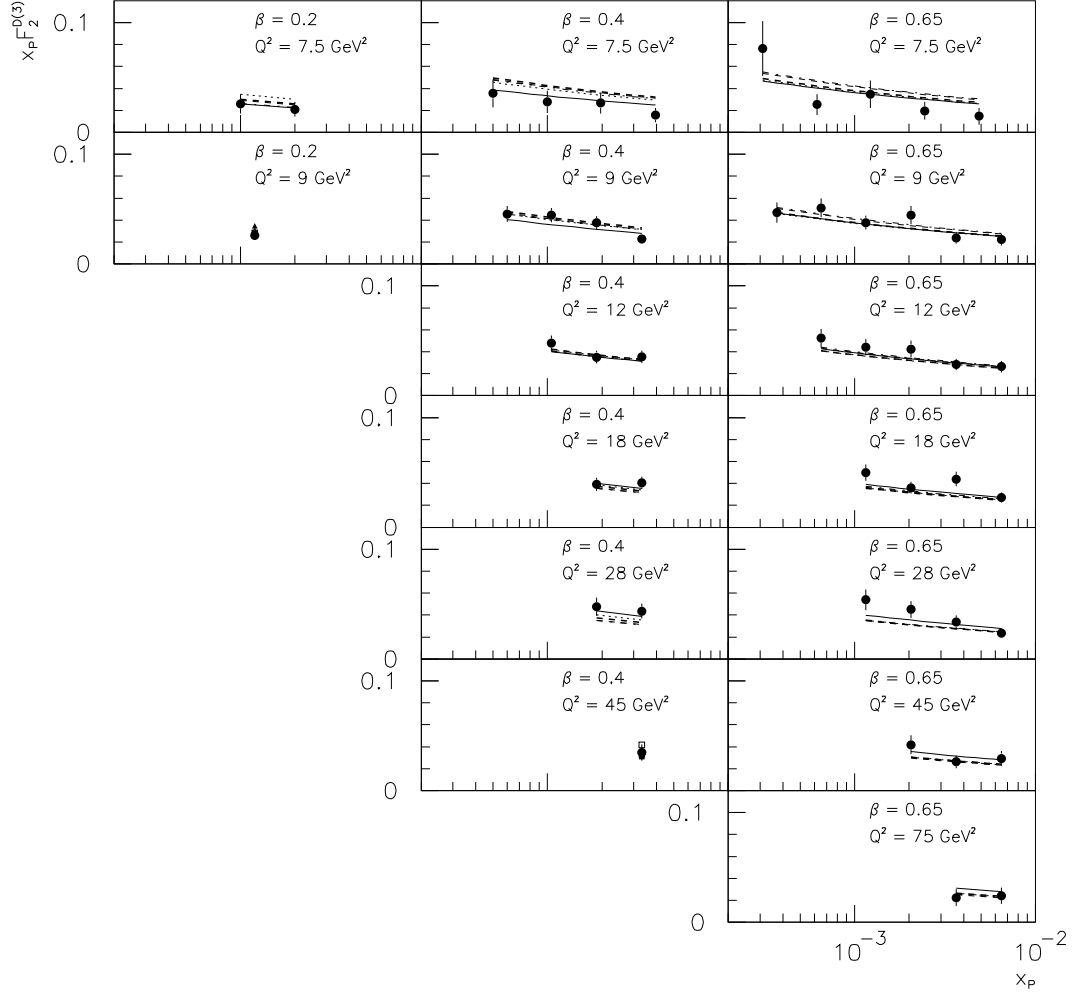 x_P F_2^D(3)
0.1
β = 0.2
Q² = 7.5 GeV²
β = 0.4
Q² = 7.5 GeV²
β = 0.65
Q² = 7.5 GeV²
0
0.1
β = 0.2
Q² = 9 GeV²
β = 0.4
Q² = 9 GeV²
β = 0.65
Q² = 9 GeV²
0
0.1
β = 0.4
Q² = 12 GeV²
β = 0.65
Q² = 12 GeV²
0
0.1
β = 0.4
Q² = 18 GeV²
β = 0.65
Q² = 18 GeV²
0
0.1
β = 0.4
Q² = 28 GeV²
β = 0.65
Q² = 28 GeV²
0
0.1
β = 0.4
Q² = 45 GeV²
β = 0.65
Q² = 45 GeV²
0
0.1
β = 0.65
Q² = 75 GeV²
0
10⁻³
10⁻²
x_P